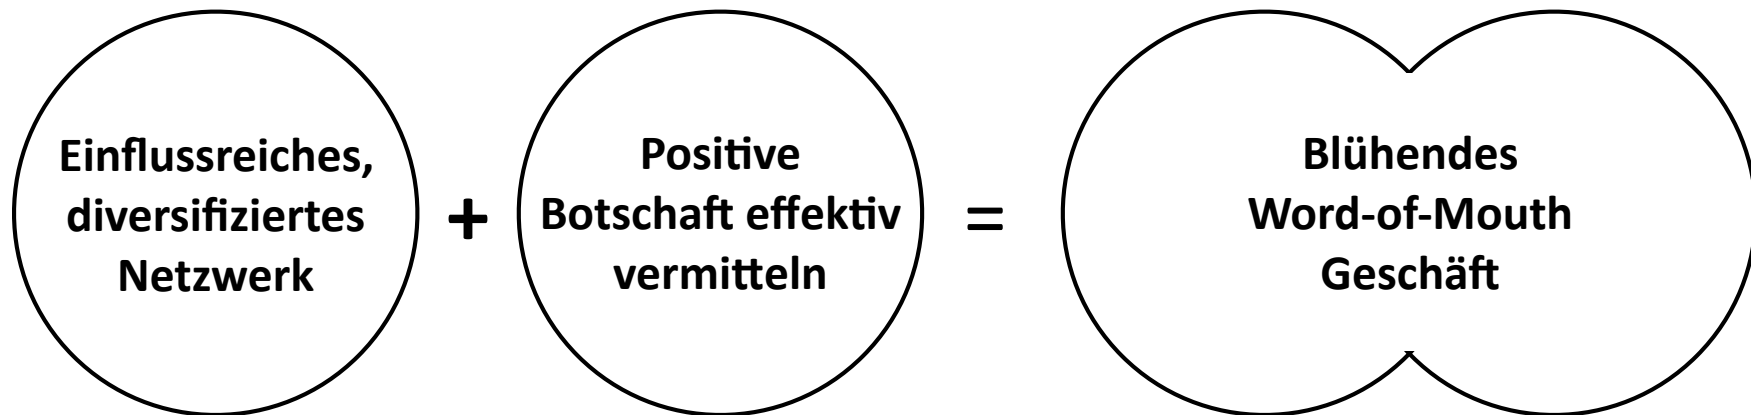 Einflussreiches,
diversifiziertes
Netzwerk
+
Positive
Botschaft effektiv
vermitteln
=
Blühendes
Word-of-Mouth
Geschäft